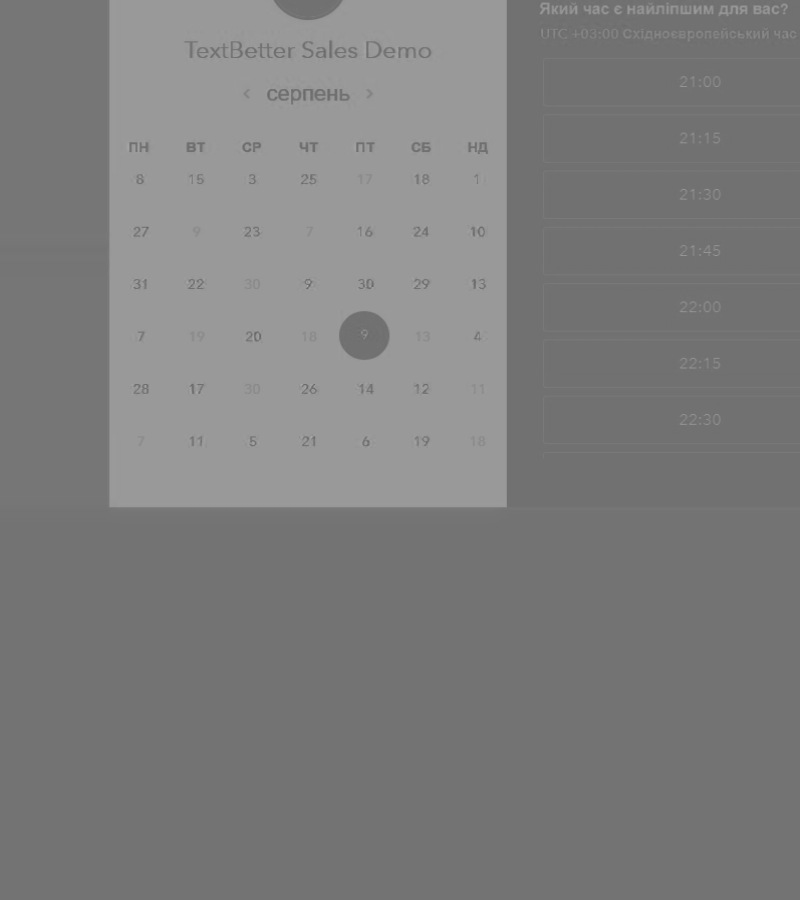 TextBetter Sales Demo
‹ серпень ›
ПН ВТ СР ЧТ ПТ СБ НД
8 15 3 25 17 18 1
27 9 23 7 16 24 10
31 22 30 9 30 29 13
7 19 20 18 9 13 4
28 17 30 26 14 12 11
7 11 5 21 6 19 18
Який час є найліпшим для вас?
UTC +03:00 Східноєвропейський час
21:00
21:15
21:30
21:45
22:00
22:15
22:30